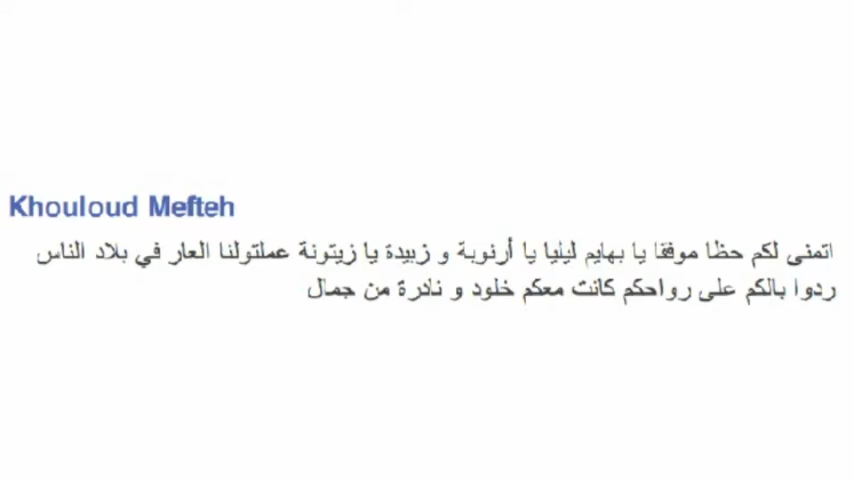 Khouloud Mefteh
اتمنى لكم حظا موفقا يا بهايم ليليا يا أرنوبة و زبيدة يا زيتونة عملتولنا العار في بلاد الناس
ردوا بالكم على رواحكم كانت معكم خلود و نادرة من جمال